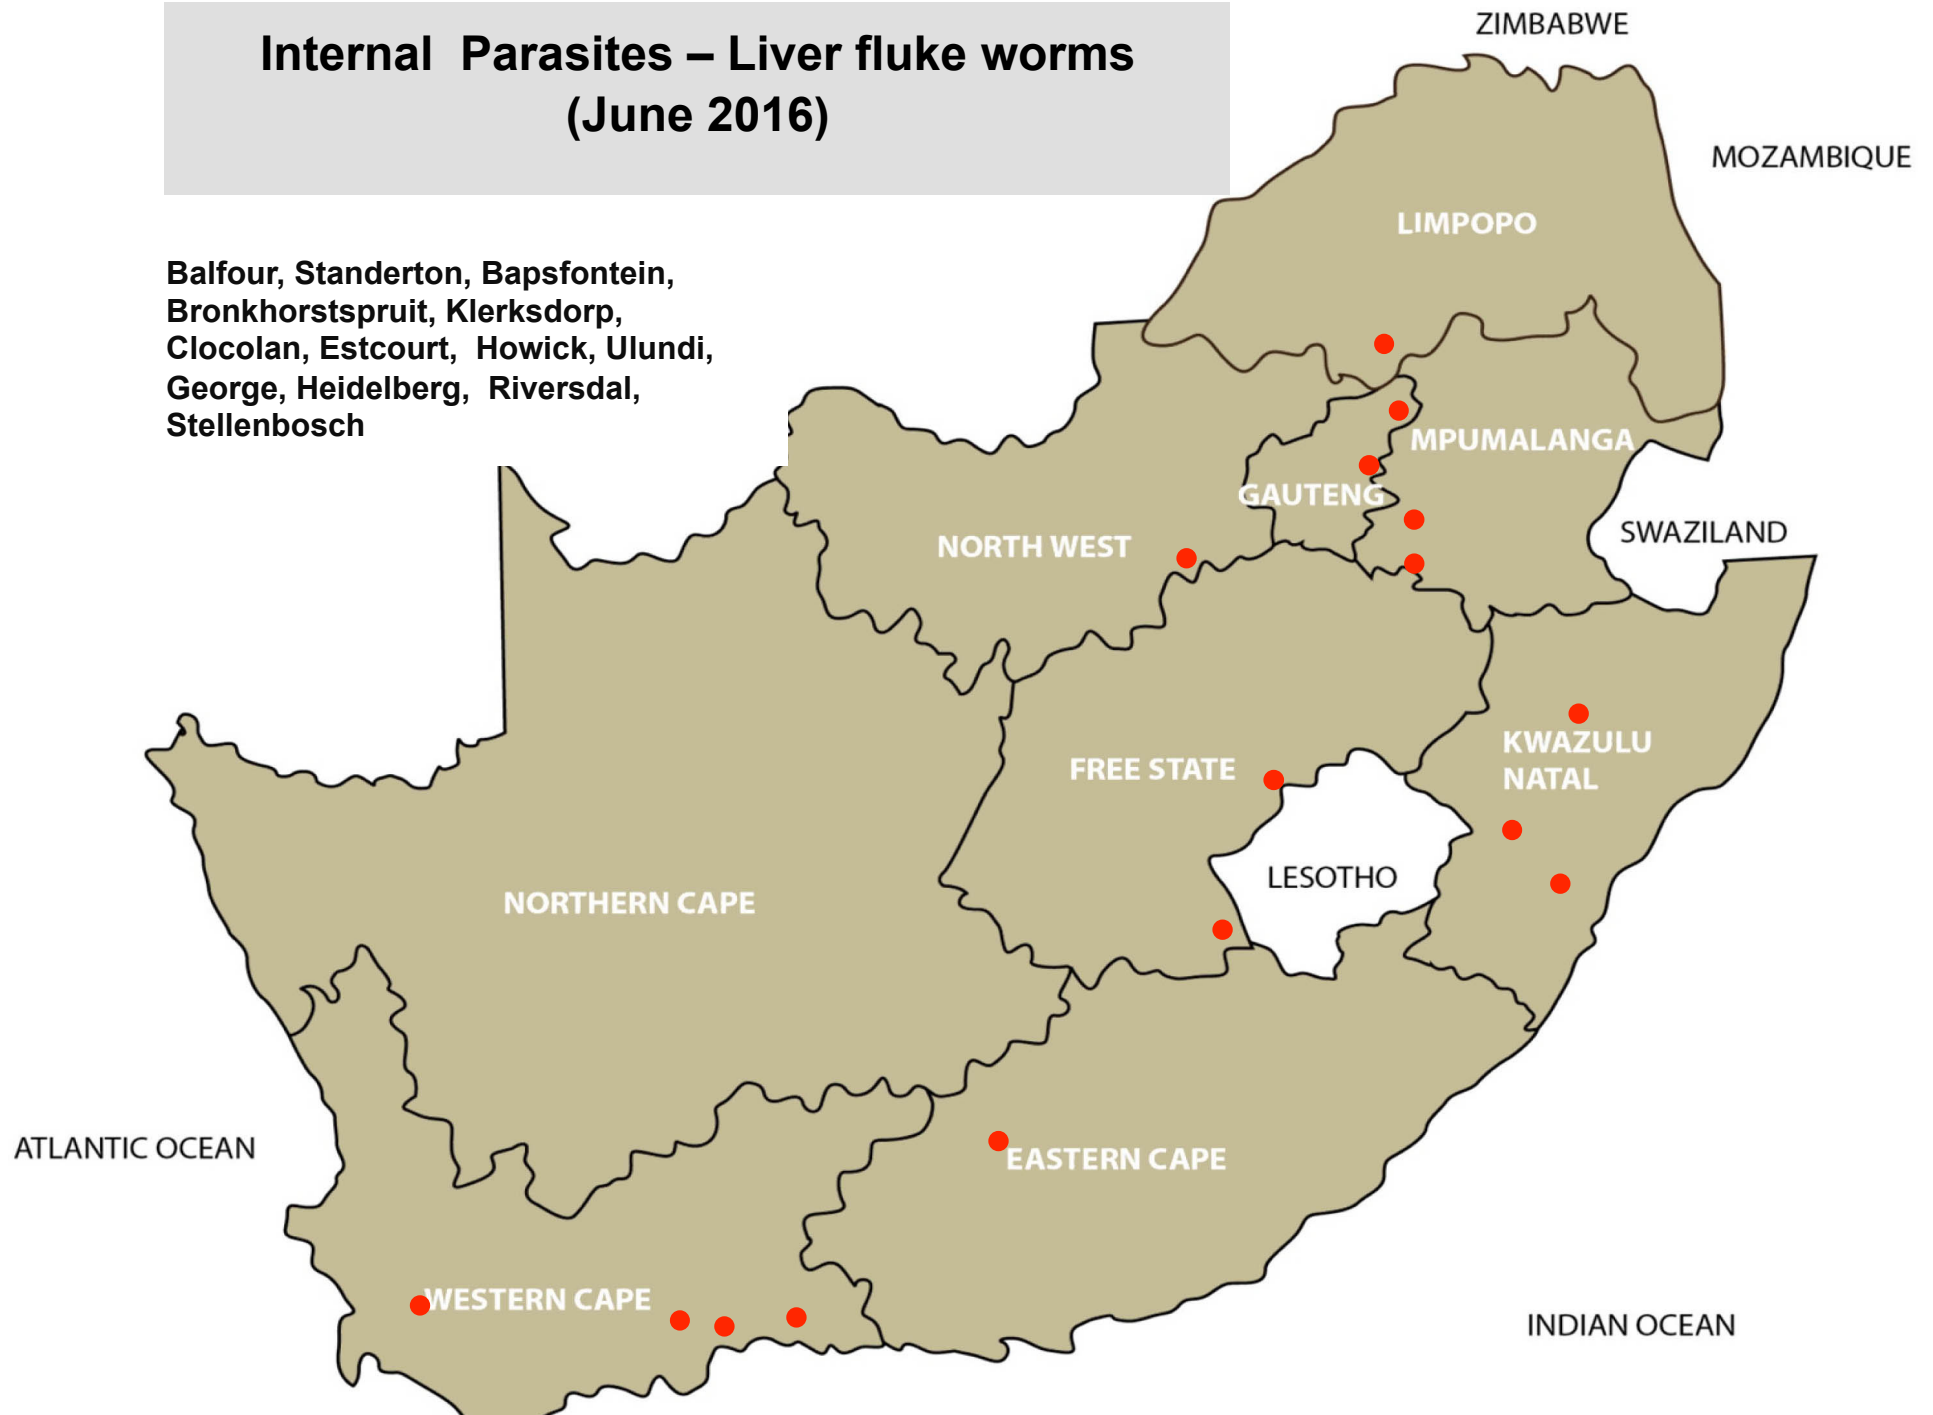 Internal Parasites – Liver fluke worms
(June 2016)
Balfour, Standerton, Bapsfontein,
Bronkhorstspruit, Klerksdorp,
Clocolan, Estcourt, Howick, Ulundi,
George, Heidelberg, Riversdal,
Stellenbosch
ZIMBABWE
MOZAMBIQUE
LIMPOPO
MPUMALANGA
GAUTENG
SWAZILAND
NORTH WEST
KWAZULU
NATAL
FREE STATE
LESOTHO
NORTHERN CAPE
ATLANTIC OCEAN
EASTERN CAPE
WESTERN CAPE
INDIAN OCEAN